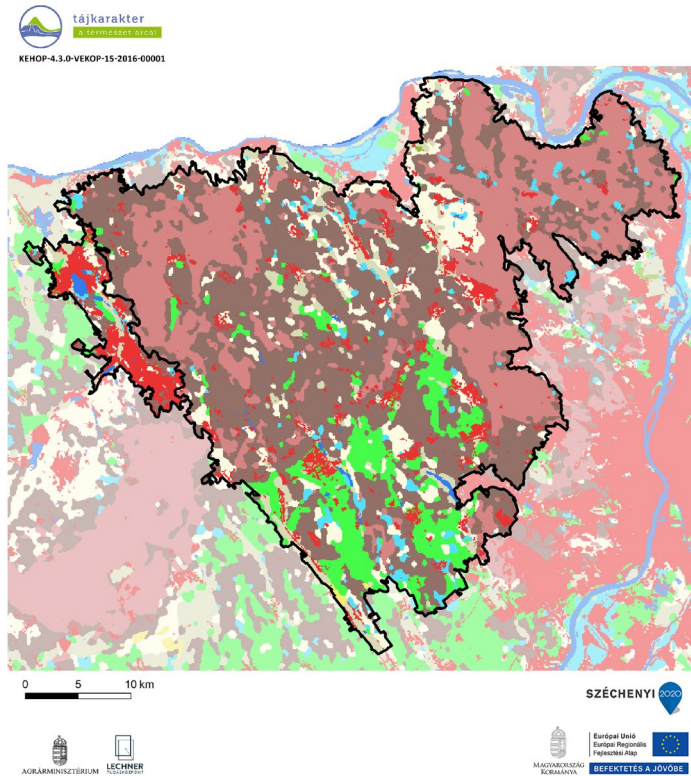 tájkarakter
a természet arcai
KEHOP-4.3.0-VEKOP-15-2016-00001
0 5 10 km
SZÉCHENYI 2020
AGRÁRMINISZTÉRIUM
LECHNER
TUDÁSKÖZPONT
MAGYARORSZÁG
KORMÁNYA
Európai Unió
Európai Regionális
Fejlesztési Alap
BEFEKTETÉS A JÖVŐBE